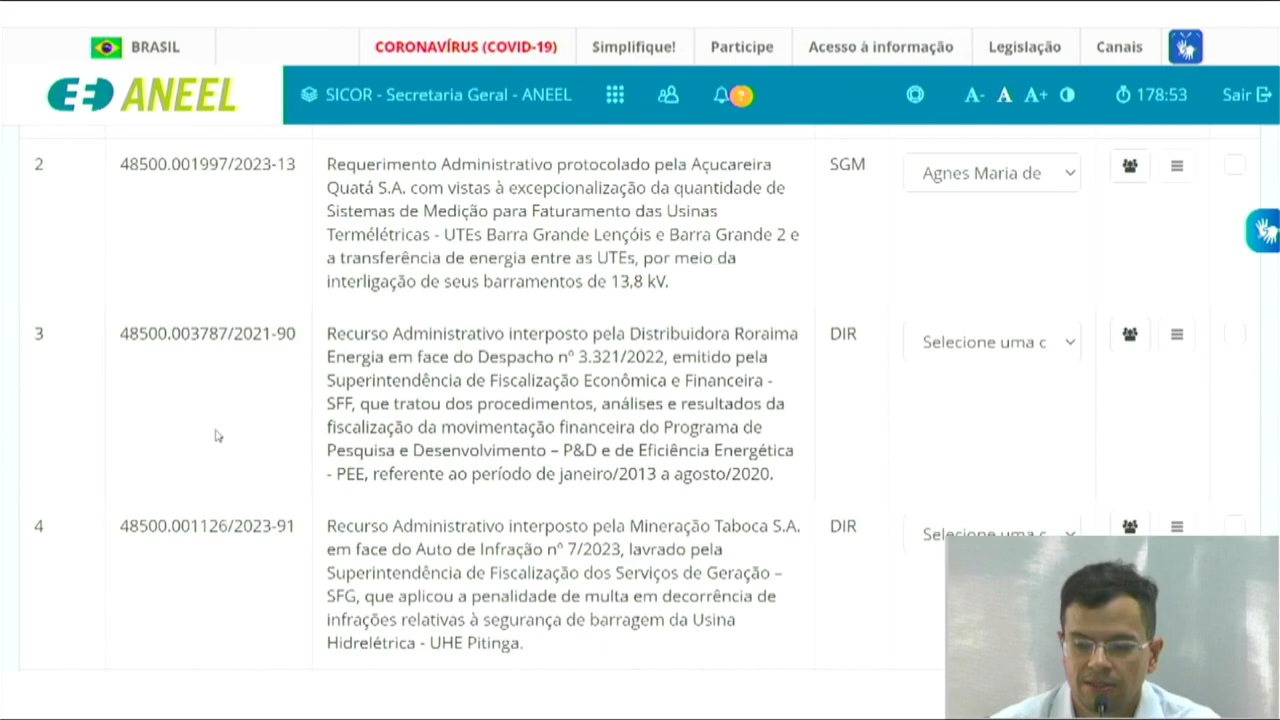 BRASIL
CORONAVÍRUS (COVID-19)
Simplifique!
Participe
Acesso à informação
Legislação
Canais
ANEEL
SICOR - Secretaria Geral - ANEEL
?
A-
A
A+
178:53
Sair
2
48500.001997/2023-13
Requerimento Administrativo protocolado pela Açucareira
Quatá S.A. com vistas à excepcionalização da quantidade de
Sistemas de Medição para Faturamento das Usinas
Termélétricas - UTEs Barra Grande Lençóis e Barra Grande 2 e
a transferência de energia entre as UTEs, por meio da
interligação de seus barramentos de 13,8 kV.
SGM
Agnes Maria de
3
48500.003787/2021-90
Recurso Administrativo interposto pela Distribuidora Roraima
Energia em face do Despacho nº 3.321/2022, emitido pela
Superintendência de Fiscalização Econômica e Financeira -
SFF, que tratou dos procedimentos, análises e resultados da
fiscalização da movimentação financeira do Programa de
Pesquisa e Desenvolvimento – P&D e de Eficiência Energética
- PEE, referente ao período de janeiro/2013 a agosto/2020.
DIR
Selecione uma c
4
48500.001126/2023-91
Recurso Administrativo interposto pela Mineração Taboca S.A.
em face do Auto de Infração nº 7/2023, lavrado pela
Superintendência de Fiscalização dos Serviços de Geração –
SFG, que aplicou a penalidade de multa em decorrência de
infrações relativas à segurança de barragem da Usina
Hidrelétrica - UHE Pitinga.
DIR
Selecione uma c